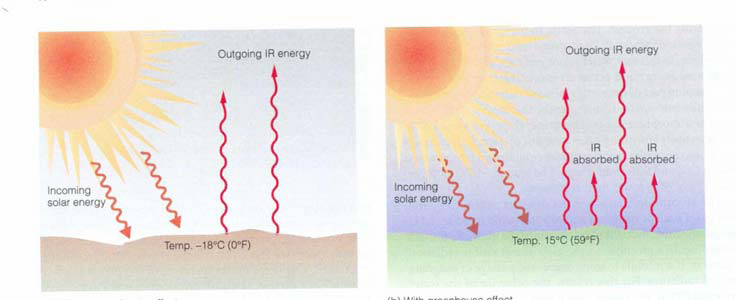 Outgoing IR energy
Incoming
solar energy
Temp. –18°C (0°F)
Outgoing IR energy
IR
absorbed
IR
absorbed
Incoming
solar energy
Temp. 15°C (59°F)
(b) With greenhouse effect